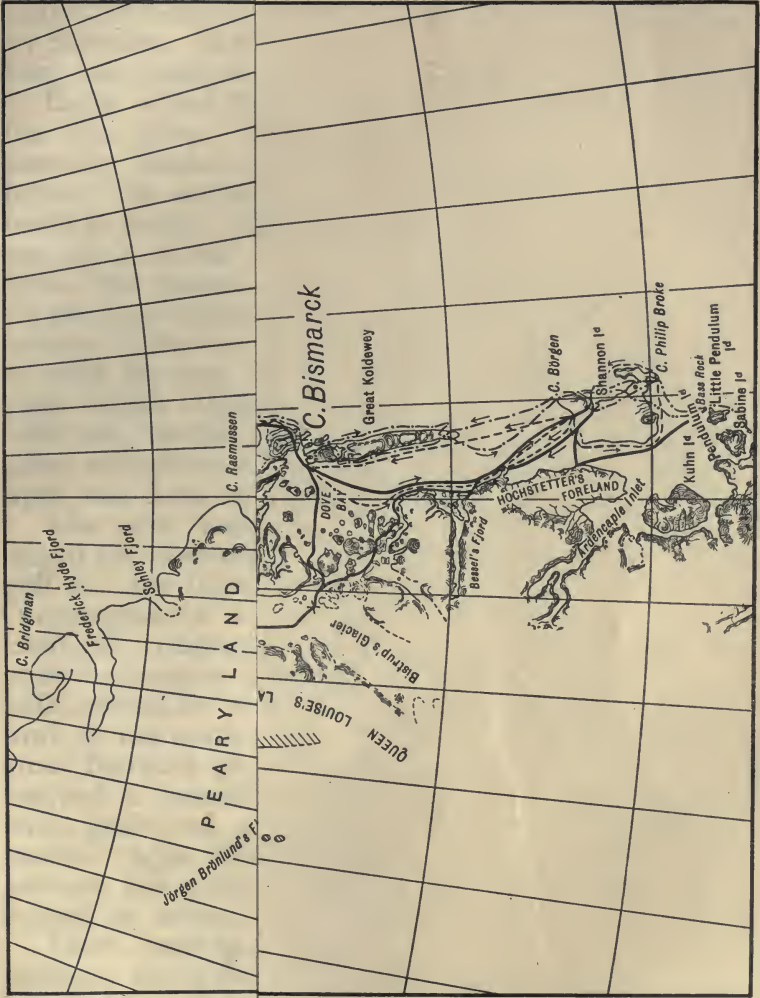 C. Bridgman
Frederick Hyde Fjord
Schley Fjord
C. Rasmussen
PEARY LAND
Jörgen Brönlund's F
C. Bismarck
Great Koldewey
DOVE
BAY
Bessel's Fjord
Bistrup's Glacier
QUEEN LOUISE'S LA
C. Börgen
Shannon Id
HOCHSTETTER'S
FORELAND
Ardencaple Inlet
C. Philip Broke
Kuhn Id
Pendulum Id
Bass Rock
Little Pendulum
Id
Sabine Id